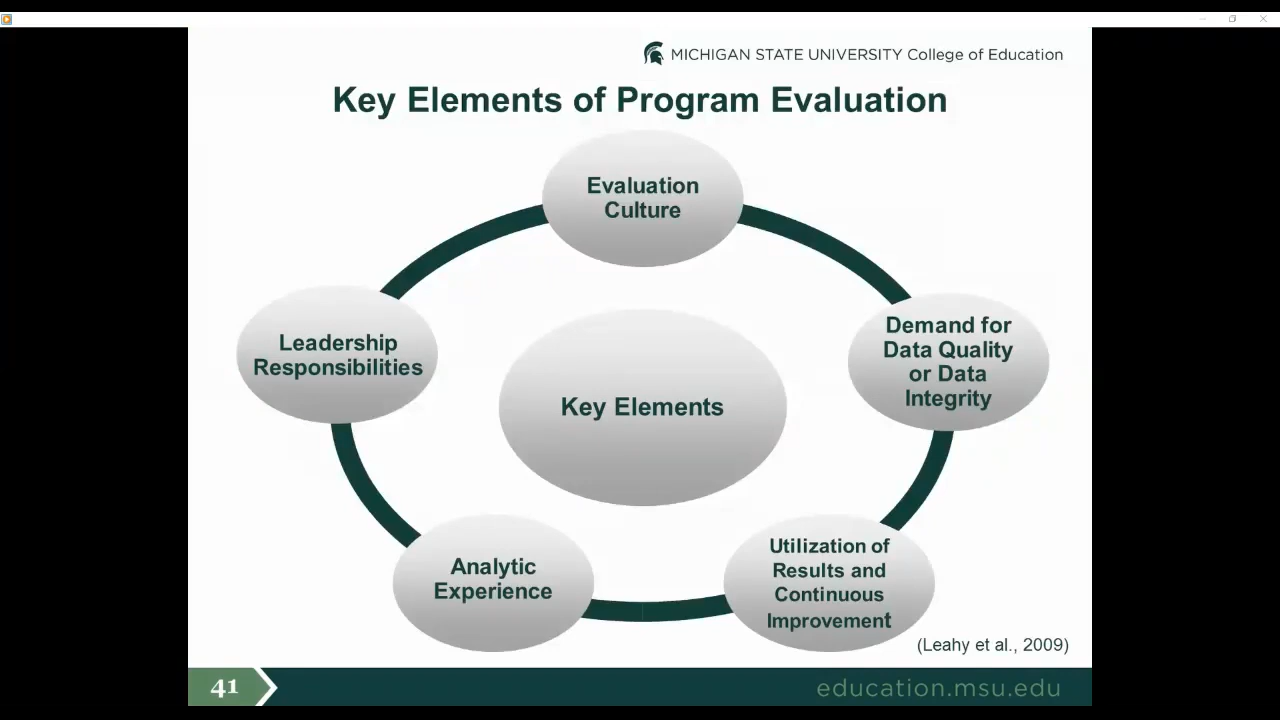 MICHIGAN STATE UNIVERSITY College of Education
Key Elements of Program Evaluation
Evaluation
Culture
Leadership
Responsibilities
Demand for
Data Quality
or Data
Integrity
Key Elements
Analytic
Experience
Utilization of
Results and
Continuous
Improvement
(Leahy et al., 2009)
41
education.msu.edu